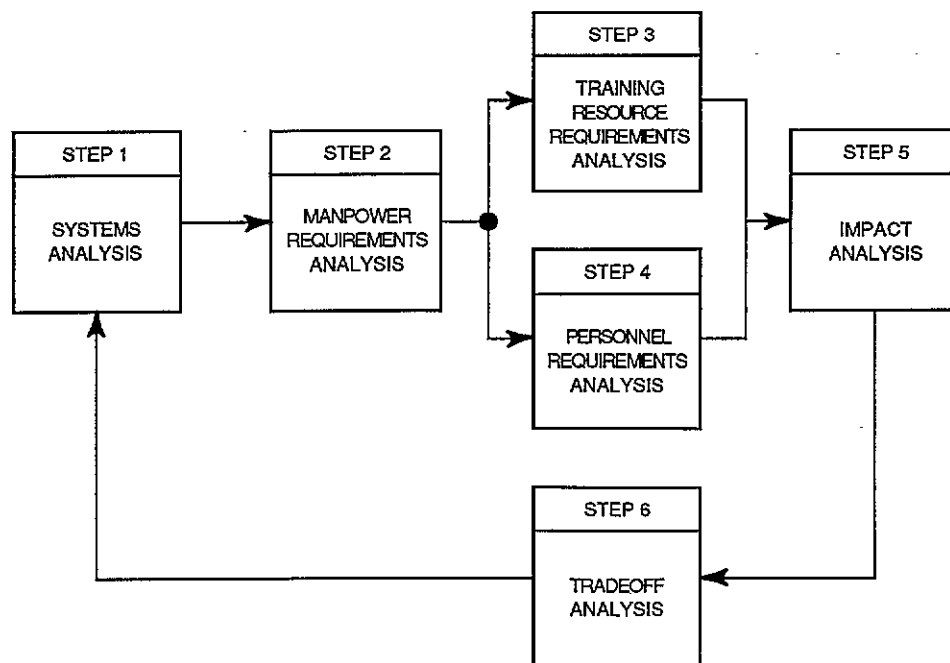 STEP 1
SYSTEMS
ANALYSIS
STEP 2
MANPOWER
REQUIREMENTS
ANALYSIS
STEP 3
TRAINING
RESOURCE
REQUIREMENTS
ANALYSIS
STEP 4
PERSONNEL
REQUIREMENTS
ANALYSIS
STEP 5
IMPACT
ANALYSIS
STEP 6
TRADEOFF
ANALYSIS